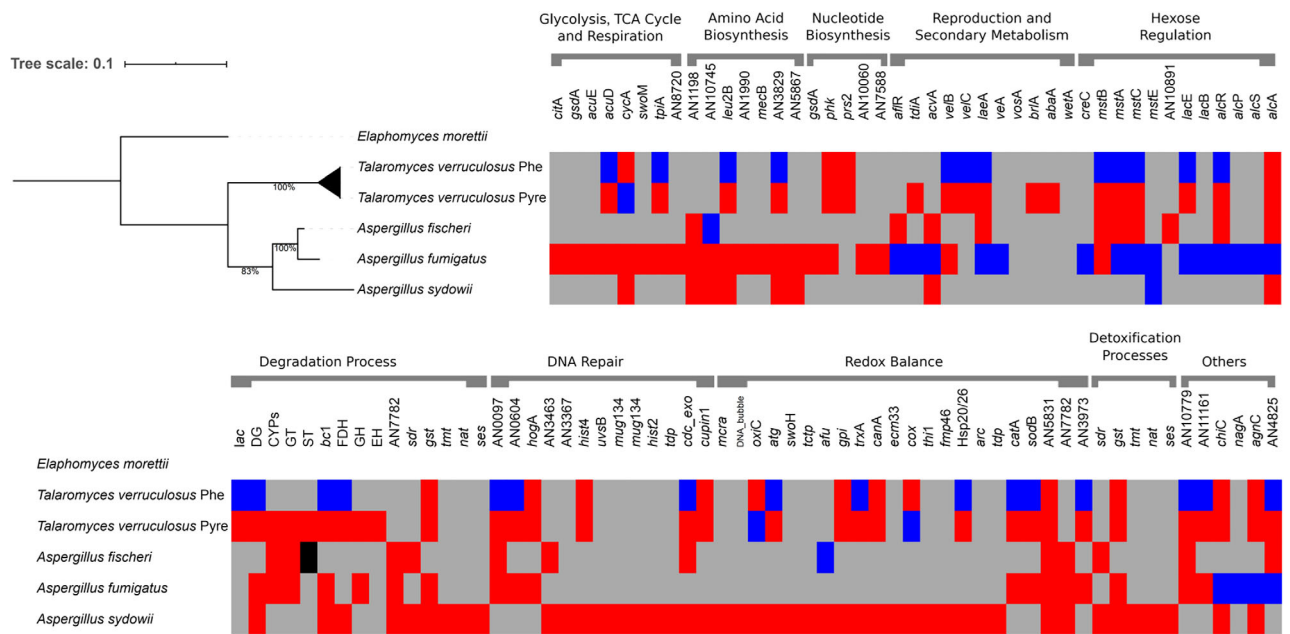 Glycolysis, TCA Cycle and Respiration
Amino Acid Biosynthesis
Nucleotide Biosynthesis
Reproduction and Secondary Metabolism
Hexose Regulation
Tree scale: 0.1
citA
gsdA
acuE
acuD
cycA
swoM
tpiA
AN8720
AN1198
AN10745
leu2B
AN1990
mecB
AN3829
AN5867
gsdA
phk
prs2
AN10060
AN7588
aflR
tdiA
acvA
velB
velC
laeA
veA
vosA
brlA
abaA
wetA
creC
mstB
mstA
mstC
mstE
AN10891
lacE
lacB
alcR
alcP
alcS
alcA
Elaphomyces morettii
Talaromyces verruculosus Phe
100%
Talaromyces verruculosus Pyre
Aspergillus fischeri
100%
Aspergillus fumigatus
83%
Aspergillus sydowii
Degradation Process
DNA Repair
Redox Balance
Detoxification Processes
Others
lac
DG
CYPs
GT
ST
bc1
FDH
GH
EH
AN7782
sdr
gst
tmt
nat
ses
AN0097
AN0604
hogA
AN3463
AN3367
hist4
uvsB
mug134
mug134
hist2
tdp
cdc_exo
cupin1
mcra
DNA_bubble
oxrC
atg
swoH
tctp
afu
gpi
trxA
canA
ecm33
cox
thi1
fmp46
Hsp20/26
arc
tdp
catA
sodB
AN5831
AN7782
AN3973
sdr
gst
tmt
nat
ses
AN10779
AN11161
chiC
nagA
agnC
AN4825
Elaphomyces morettii
Talaromyces verruculosus Phe
Talaromyces verruculosus Pyre
Aspergillus fischeri
Aspergillus fumigatus
Aspergillus sydowii